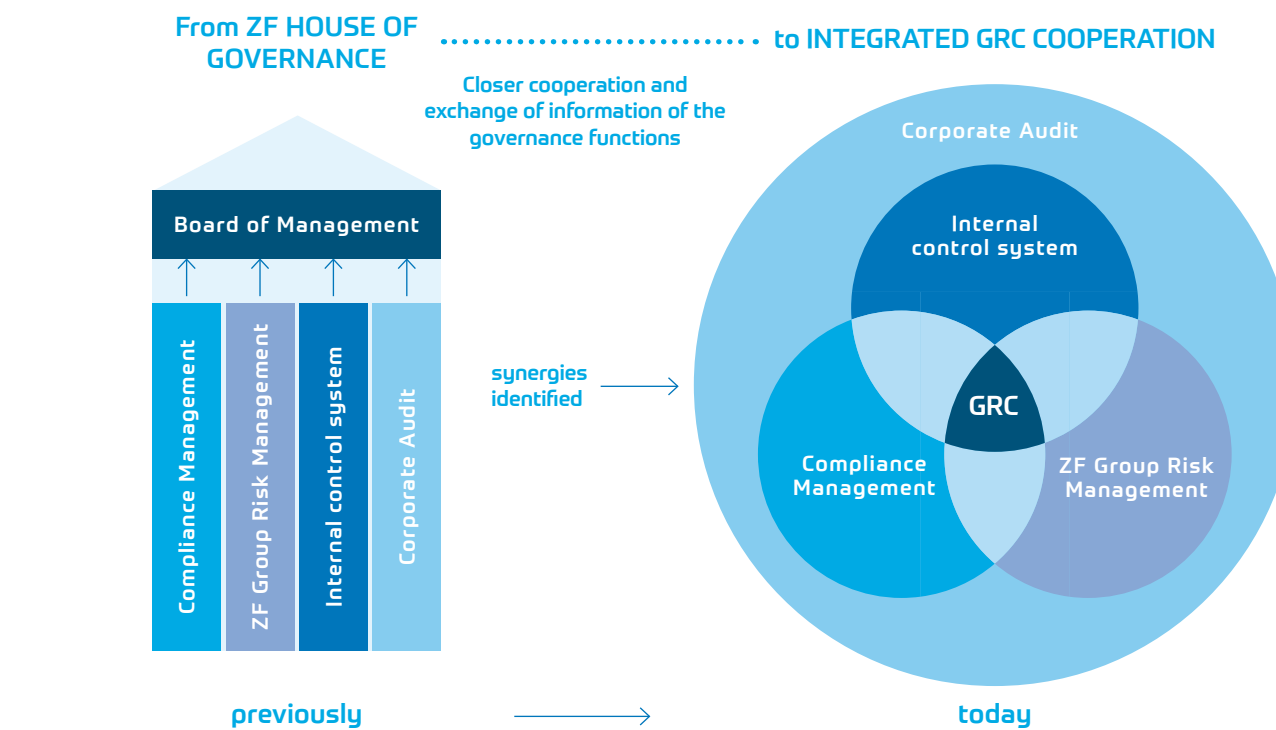 From ZF HOUSE OF
GOVERNANCE
to INTEGRATED GRC COOPERATION
Closer cooperation and
exchange of information of the
governance functions
Board of Management
Compliance Management
ZF Group Risk Management
Internal control system
Corporate Audit
synergies
identified
Corporate Audit
Internal
control system
GRC
Compliance
Management
ZF Group Risk
Management
previously
today